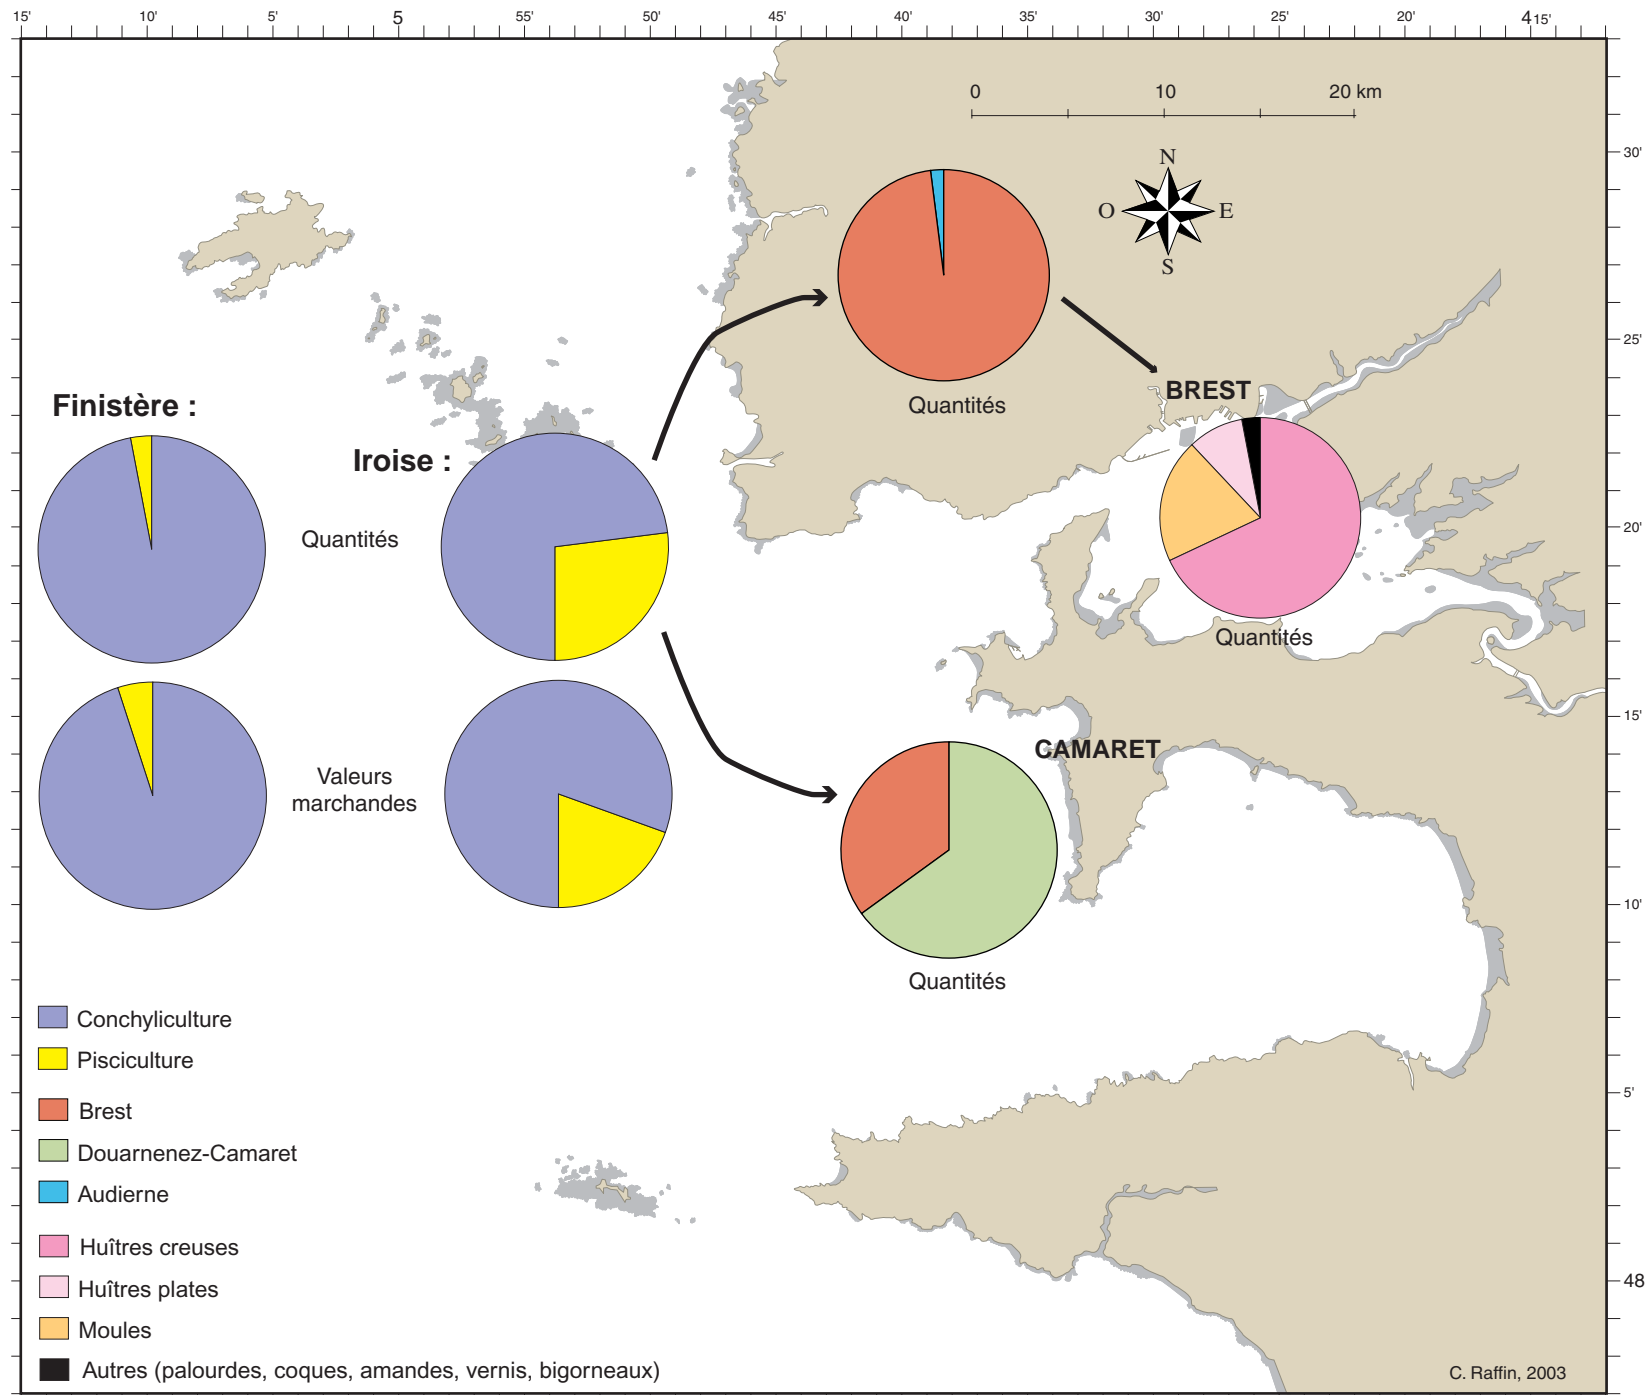 15' 10' 5' 5 55' 50' 45' 40' 35' 30' 25' 20' 4 15'
0 10 20 km
30'
N
O E
S
25'
BREST
Finistère :
Quantités
Iroise :
20'
Quantités
Quantités
15'
CAMARET
Valeurs
marchandes
10'
Quantités
Conchyliculture
Pisciculture
5'
Brest
Douarnenez-Camaret
Audierne
Huîtres creuses
48
Huîtres plates
Moules
Autres (palourdes, coques, amandes, vernis, bigorneaux)
C. Raffin, 2003